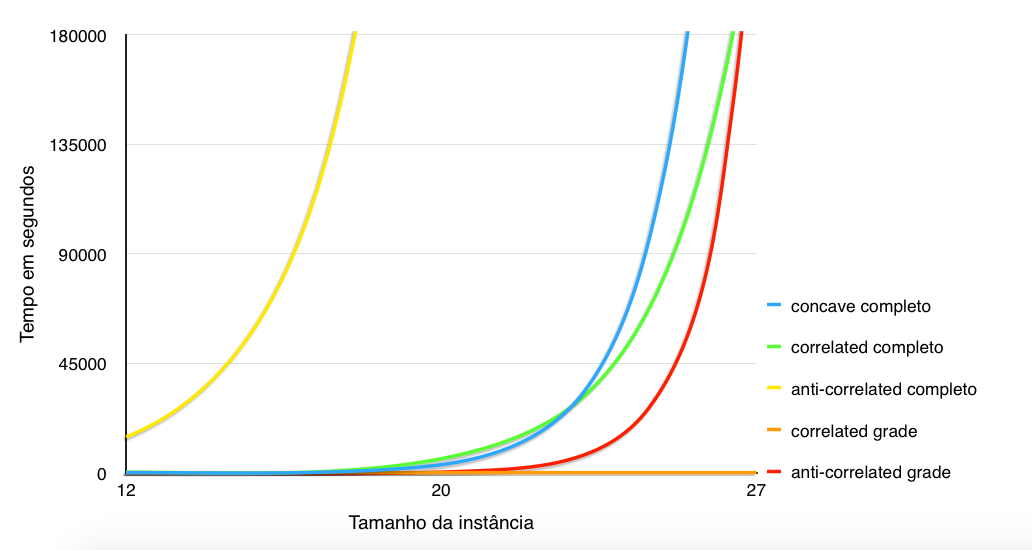 180000
135000
90000
45000
0
Tempo em segundos
12
20
27
Tamanho da instância
concave completo
correlated completo
anti-correlated completo
correlated grade
anti-correlated grade